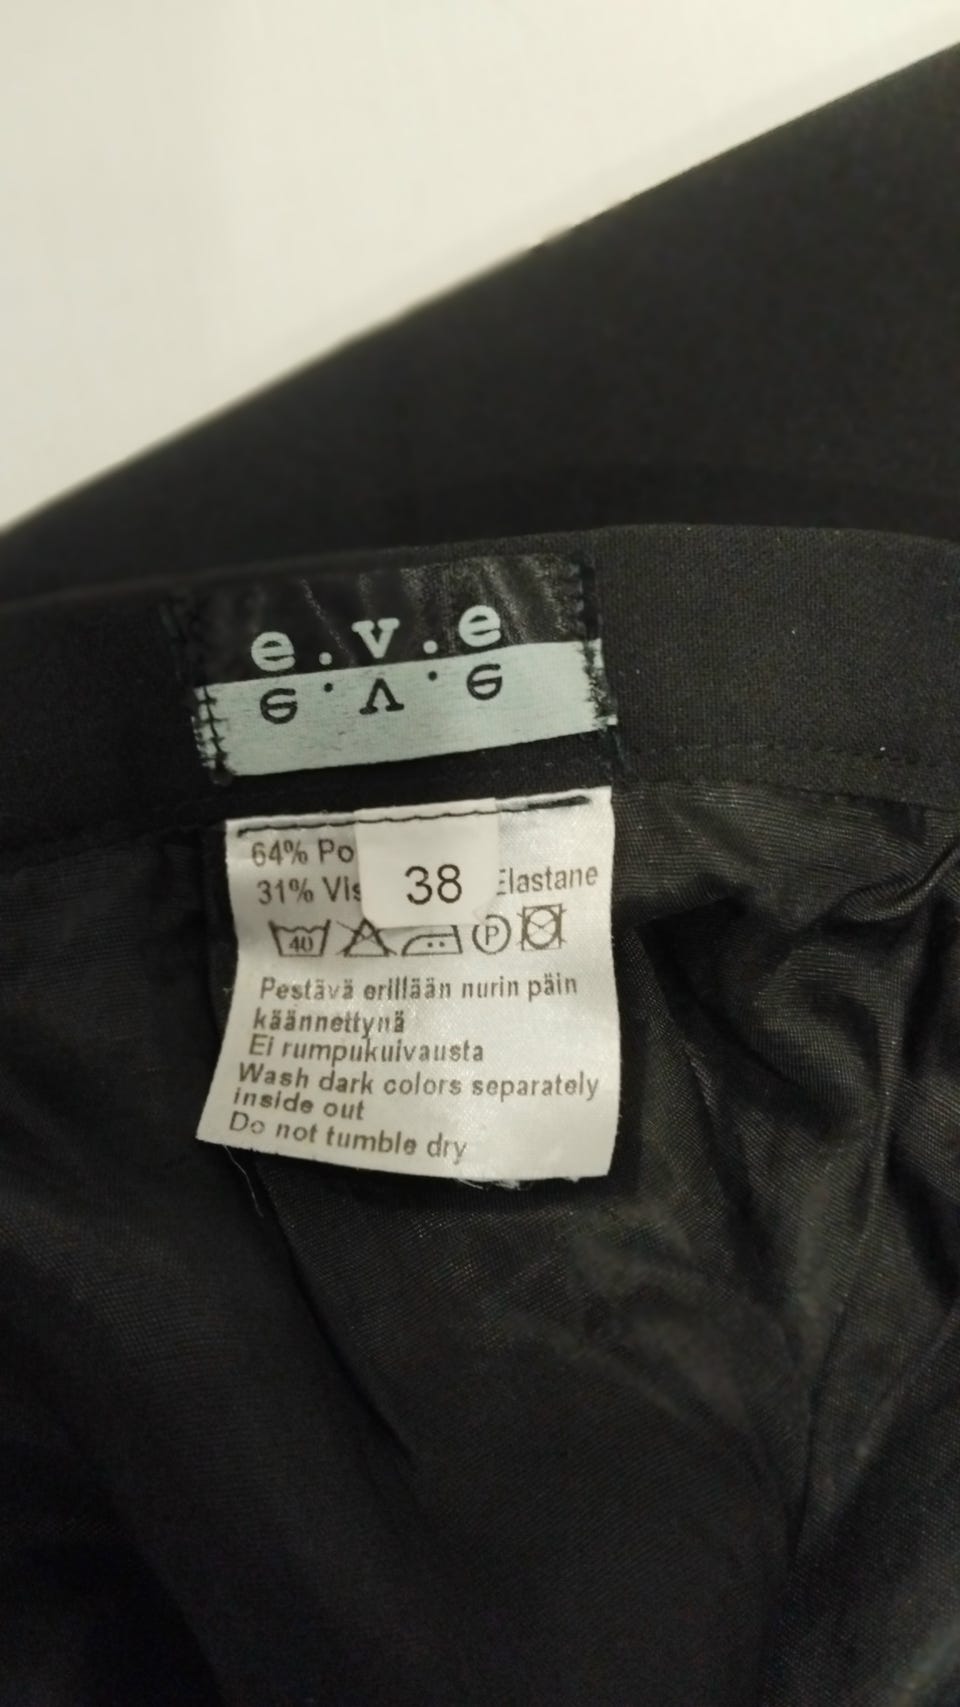 e.v.e
e.v.e
64% Po
31% Vis
Elastane
38
40
P
Pestävä erillään nurin päin
käännettynä
Ei rumpukuivausta
Wash dark colors separately
inside out
Do not tumble dry